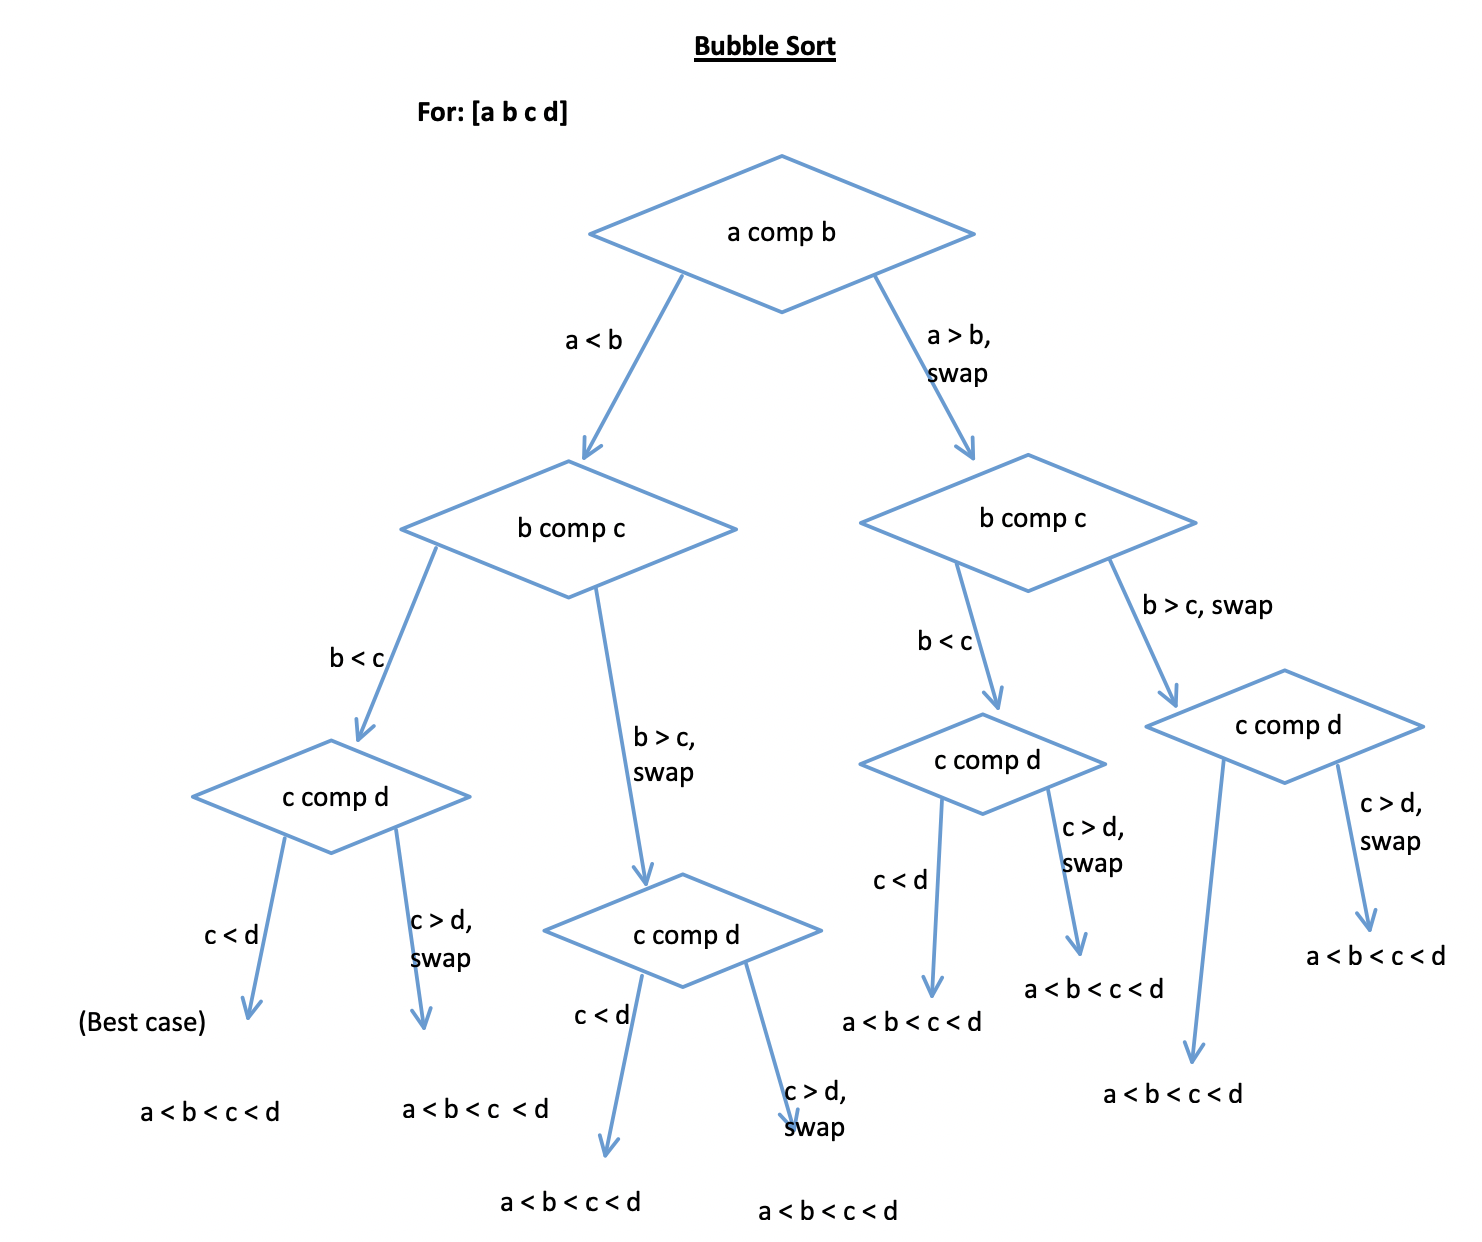 Bubble Sort
For: [a b c d]
a comp b
a < b
a > b,
swap
b comp c
b comp c
b < c
b > c,
swap
b < c
b > c, swap
c comp d
c comp d
c comp d
c comp d
c < d
c > d,
swap
c < d
c > d,
swap
c < d
c > d,
swap
c > d,
swap
(Best case)
a < b < c < d
a < b < c  < d
a < b < c < d
a < b < c < d
a < b < c < d
a < b < c < d
a < b < c < d
a < b < c < d